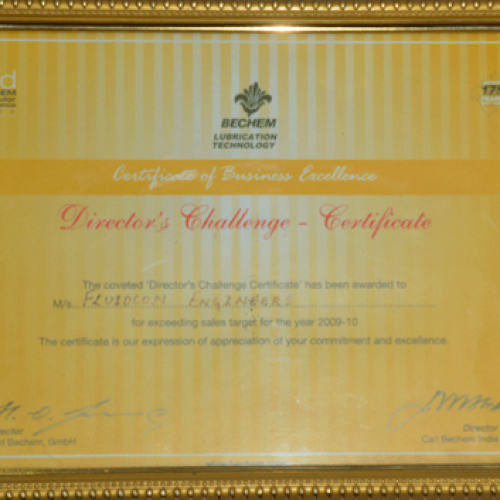 175
BECHEM
LUBRICATION
TECHNOLOGY
Certificate of Business Excellence
Director's Challenge - Certificate
The coveted 'Director's Challenge Certificate' has been awarded to
M/s. FLUIDCON ENGINEERS
for exceeding sales target for the year 2009-10
The certificate is our expression of appreciation of your commitment and excellence.
Director
Bechem, GmbH
Director
Carl Bechem India